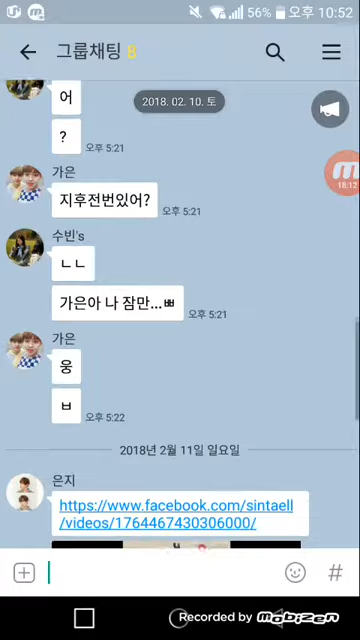 56% 오후 10:52
그룹채팅 8
어
2018. 02. 10. 토
?
오후 5:21
18:12
가은
지후전번있어?
오후 5:21
수빈's
ㄴㄴ
가은아 나 잠만...ㅃ
오후 5:21
가은
웅
ㅂ
오후 5:22
2018년 2월 11일 일요일
은지
https://www.facebook.com/sintaell
/videos/1764467430306000/
#
Recorded by mobizen